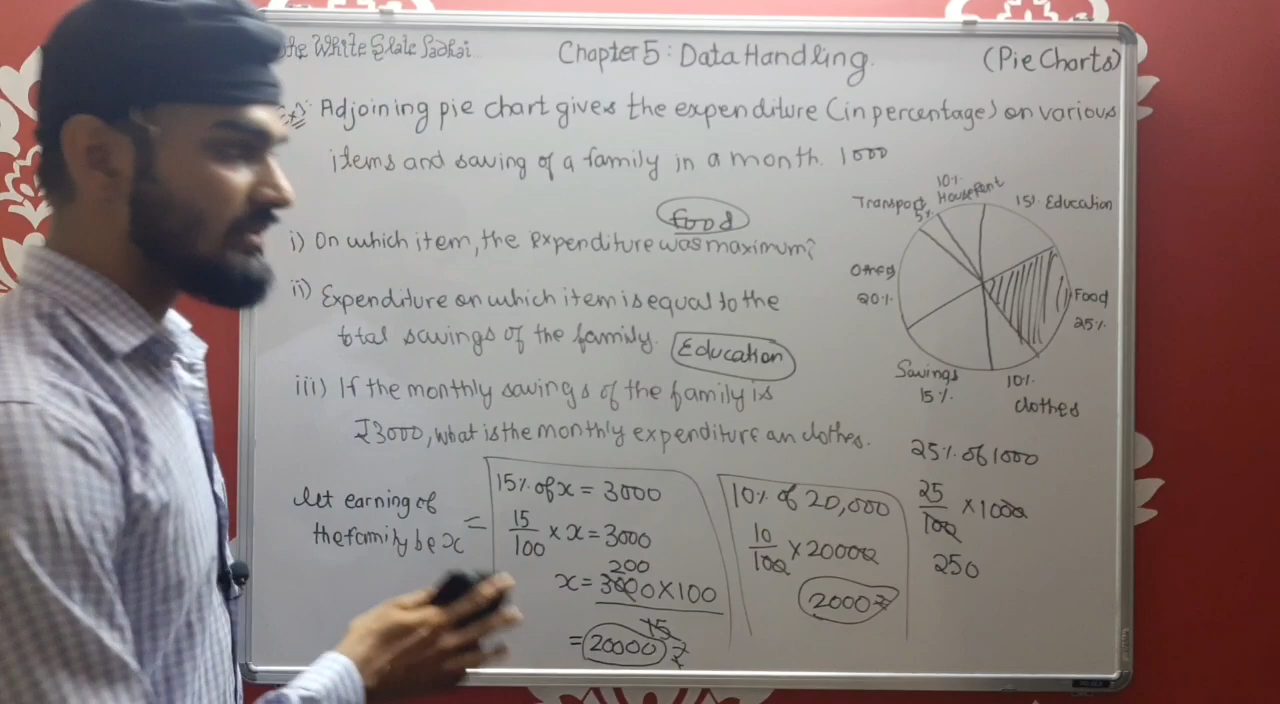 The White Slate Padhai
Chapter 5 : Data Handling. (Pie Charts)
Ex: Adjoining pie chart gives the expenditure (in percentage) on various
items and saving of a family in a month. 1000
Food
i) On which item, the expenditure was maximum?
ii) Expenditure on which item is equal to the
total savings of the family. Education
iii) If the monthly savings of the family is
₹3000, what is the monthly expenditure on clothes.
10%
House Rent
Transport
5%
15% Education
Others
20%
Food
25%
Savings
15%
10%
clothes
let earning of
the family be x
=
15% of x = 3000
15/100 × x = 3000
200
x = 3000 × 100
15
= 20000 ₹
10% of 20,000
10/100 × 20000
2000 ₹
25% of 1000
25/100 × 1000
250